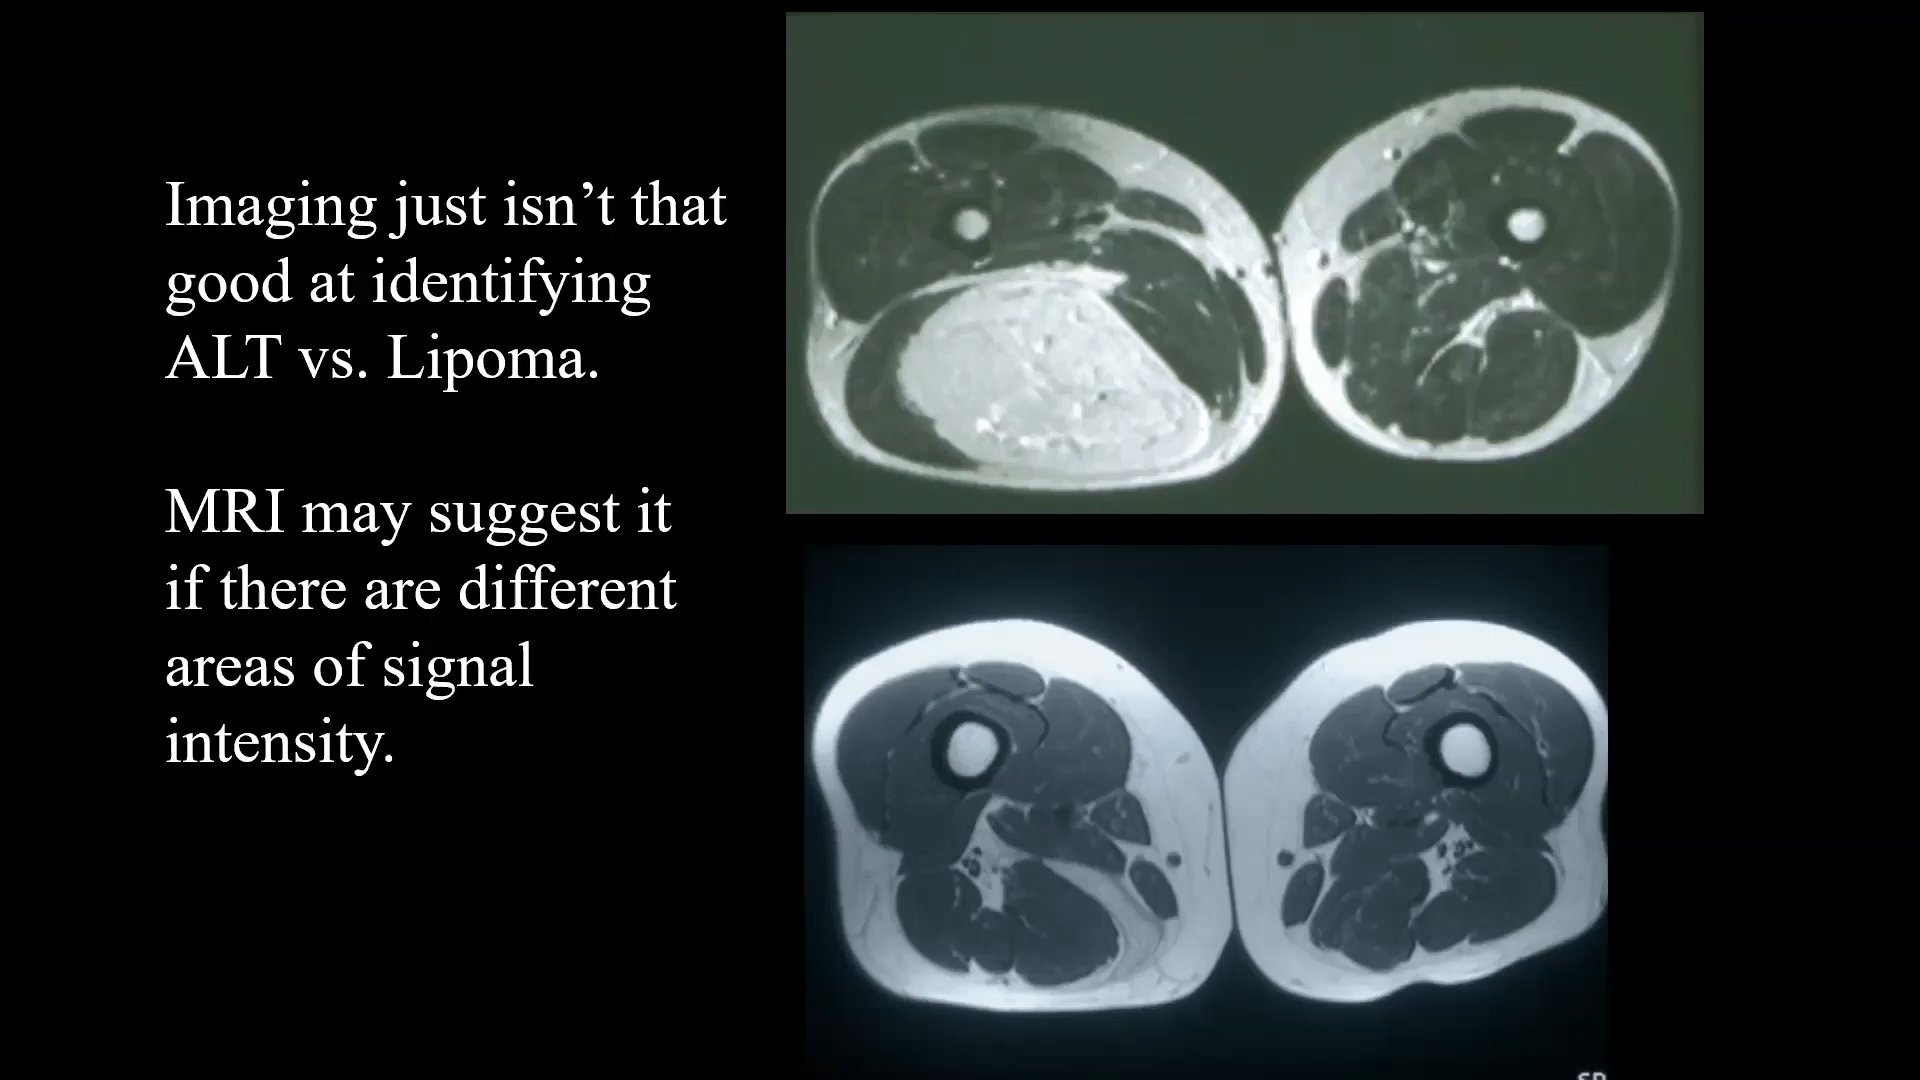 Imaging just isn’t that
good at identifying
ALT vs. Lipoma.
MRI may suggest it
if there are different
areas of signal
intensity.